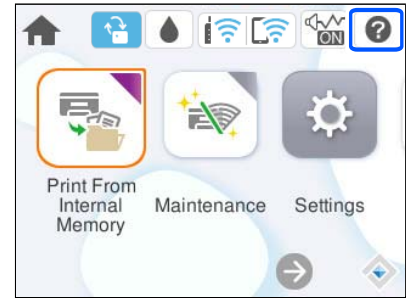 ON
?
Print From
Internal
Memory
Maintenance
Settings